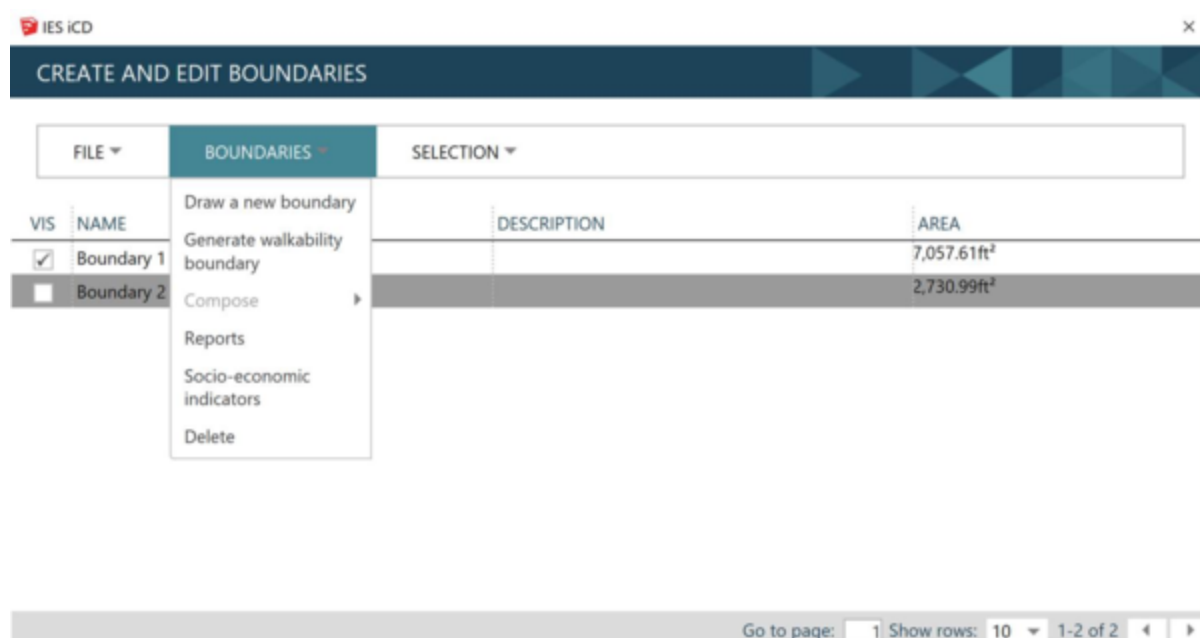 IES iCD
CREATE AND EDIT BOUNDARIES
FILE BOUNDARIES SELECTION
Draw a new boundary
Generate walkability
boundary
Compose
Reports
Socio-economic
indicators
Delete
VIS NAME DESCRIPTION AREA
Boundary 1 7,057.61ft²
Boundary 2 2,730.99ft²
Go to page: 1 Show rows: 10 1-2 of 2